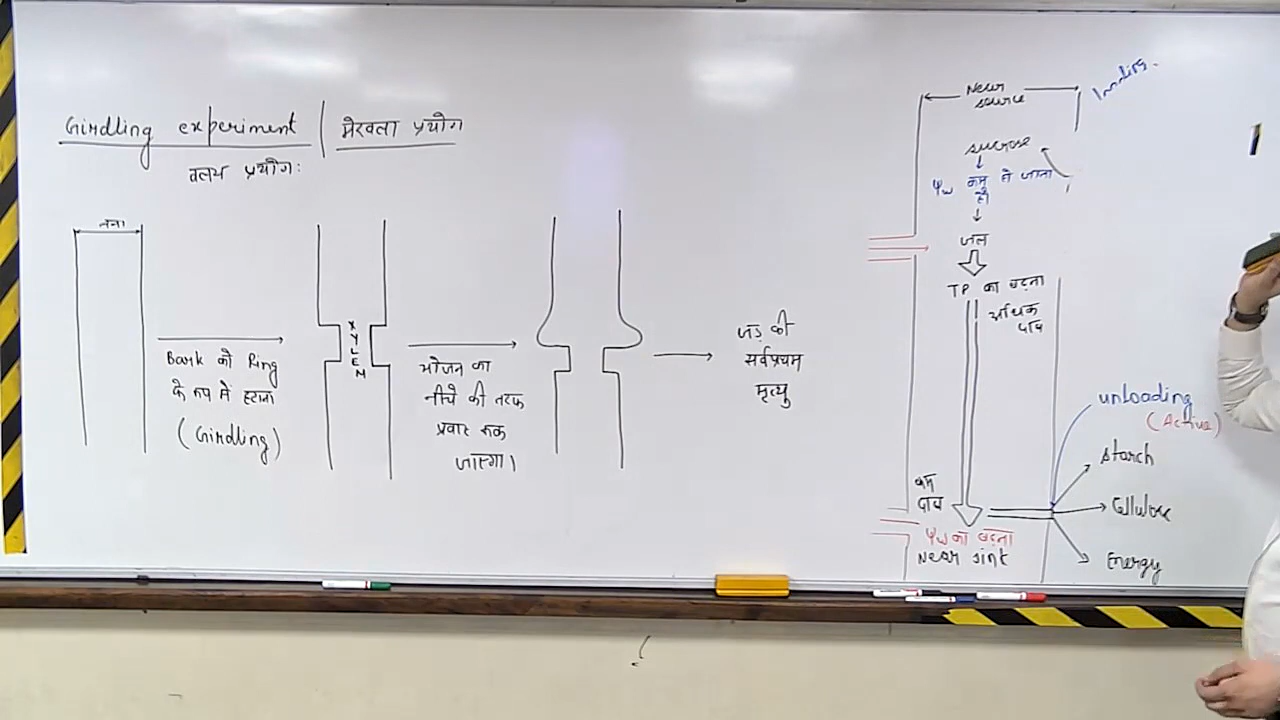 Girdling experiment | मेखला प्रयोग
वलय प्रयोग:
तना
Bark को Ring
के रूप में हटाना
(Girdling)
XYLEM
भोजन का
नीचे की तरफ
प्रवाह रूक
जाएगा।
जड़ की
सर्वप्रथम
मृत्यु
Near
source
loading
sucrose
Ψw कम हो जाता
है।
जल
TP का बढ़ना
अधिक
दाब
कम
दाब
Ψw का बढ़ना
Near sink
unloading
(Active)
Starch
Cellulose
Energy